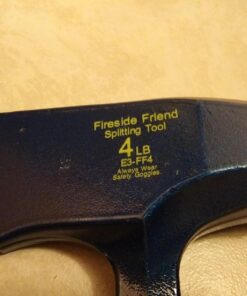 Fireside Friend
Splitting Tool
4 LB
E3-FF4
Always Wear
Safety Goggles